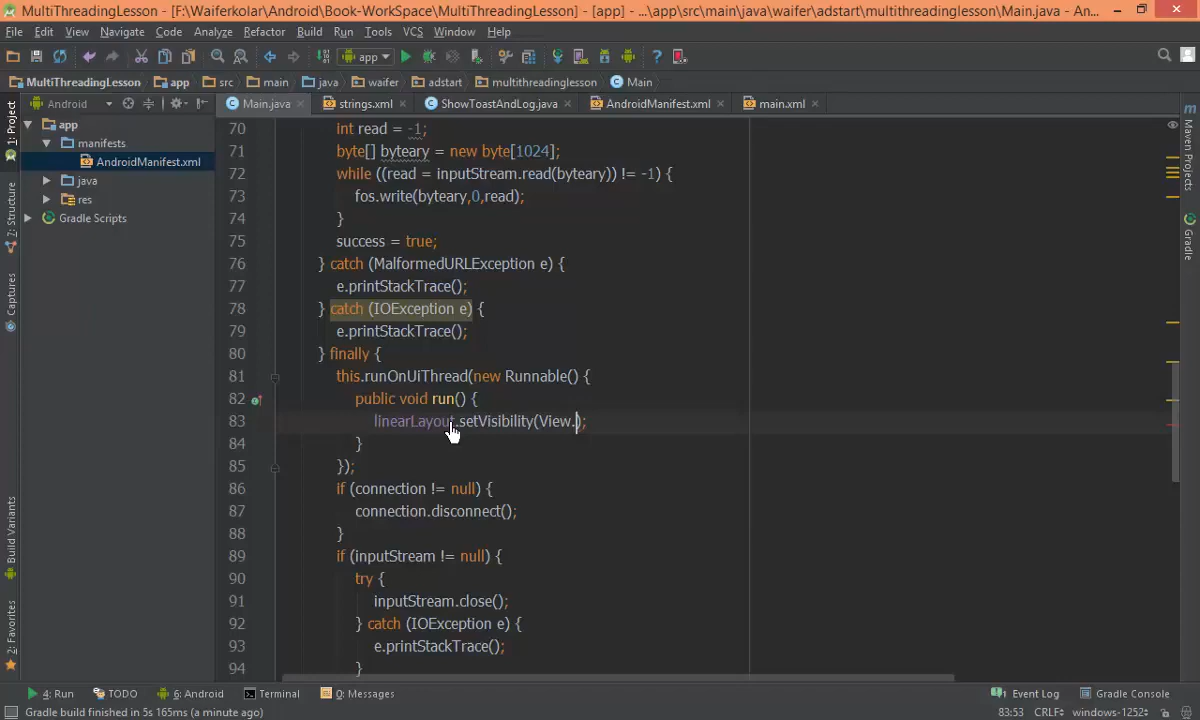 MultiThreadingLesson - [F:\Waiferkolar\Android\Book-WorkSpace\MultiThreadingLesson] - [app] - ...\app\src\main\java\waifer\adstart\multithreadinglesson\Main.java - An...
File Edit View Navigate Code Analyze Refactor Build Run Tools VCS Window Help
app
MultiThreadingLesson app src main java waifer adstart multithreadinglesson Main
Android Main.java strings.xml ShowToastAndLog.java AndroidManifest.xml main.xml
1: Project
7: Structure
Captures
Build Variants
2: Favorites
app
manifests
AndroidManifest.xml
java
res
Gradle Scripts
70 int read = -1;
71 byte[] byteary = new byte[1024];
72 while ((read = inputStream.read(byteary)) != -1) {
73 fos.write(byteary,0,read);
74 }
75 success = true;
76 } catch (MalformedURLException e) {
77 e.printStackTrace();
78 } catch (IOException e) {
79 e.printStackTrace();
80 } finally {
81 this.runOnUiThread(new Runnable() {
82 public void run() {
83 linearLayout.setVisibility(View.);
84 }
85 });
86 if (connection != null) {
87 connection.disconnect();
88 }
89 if (inputStream != null) {
90 try {
91 inputStream.close();
92 } catch (IOException e) {
93 e.printStackTrace();
94 }
Maven Projects
Gradle
4: Run TODO 6: Android Terminal 0: Messages 1 Event Log Gradle Console
Gradle build finished in 5s 165ms (a minute ago) 83:53 CRLF windows-1252